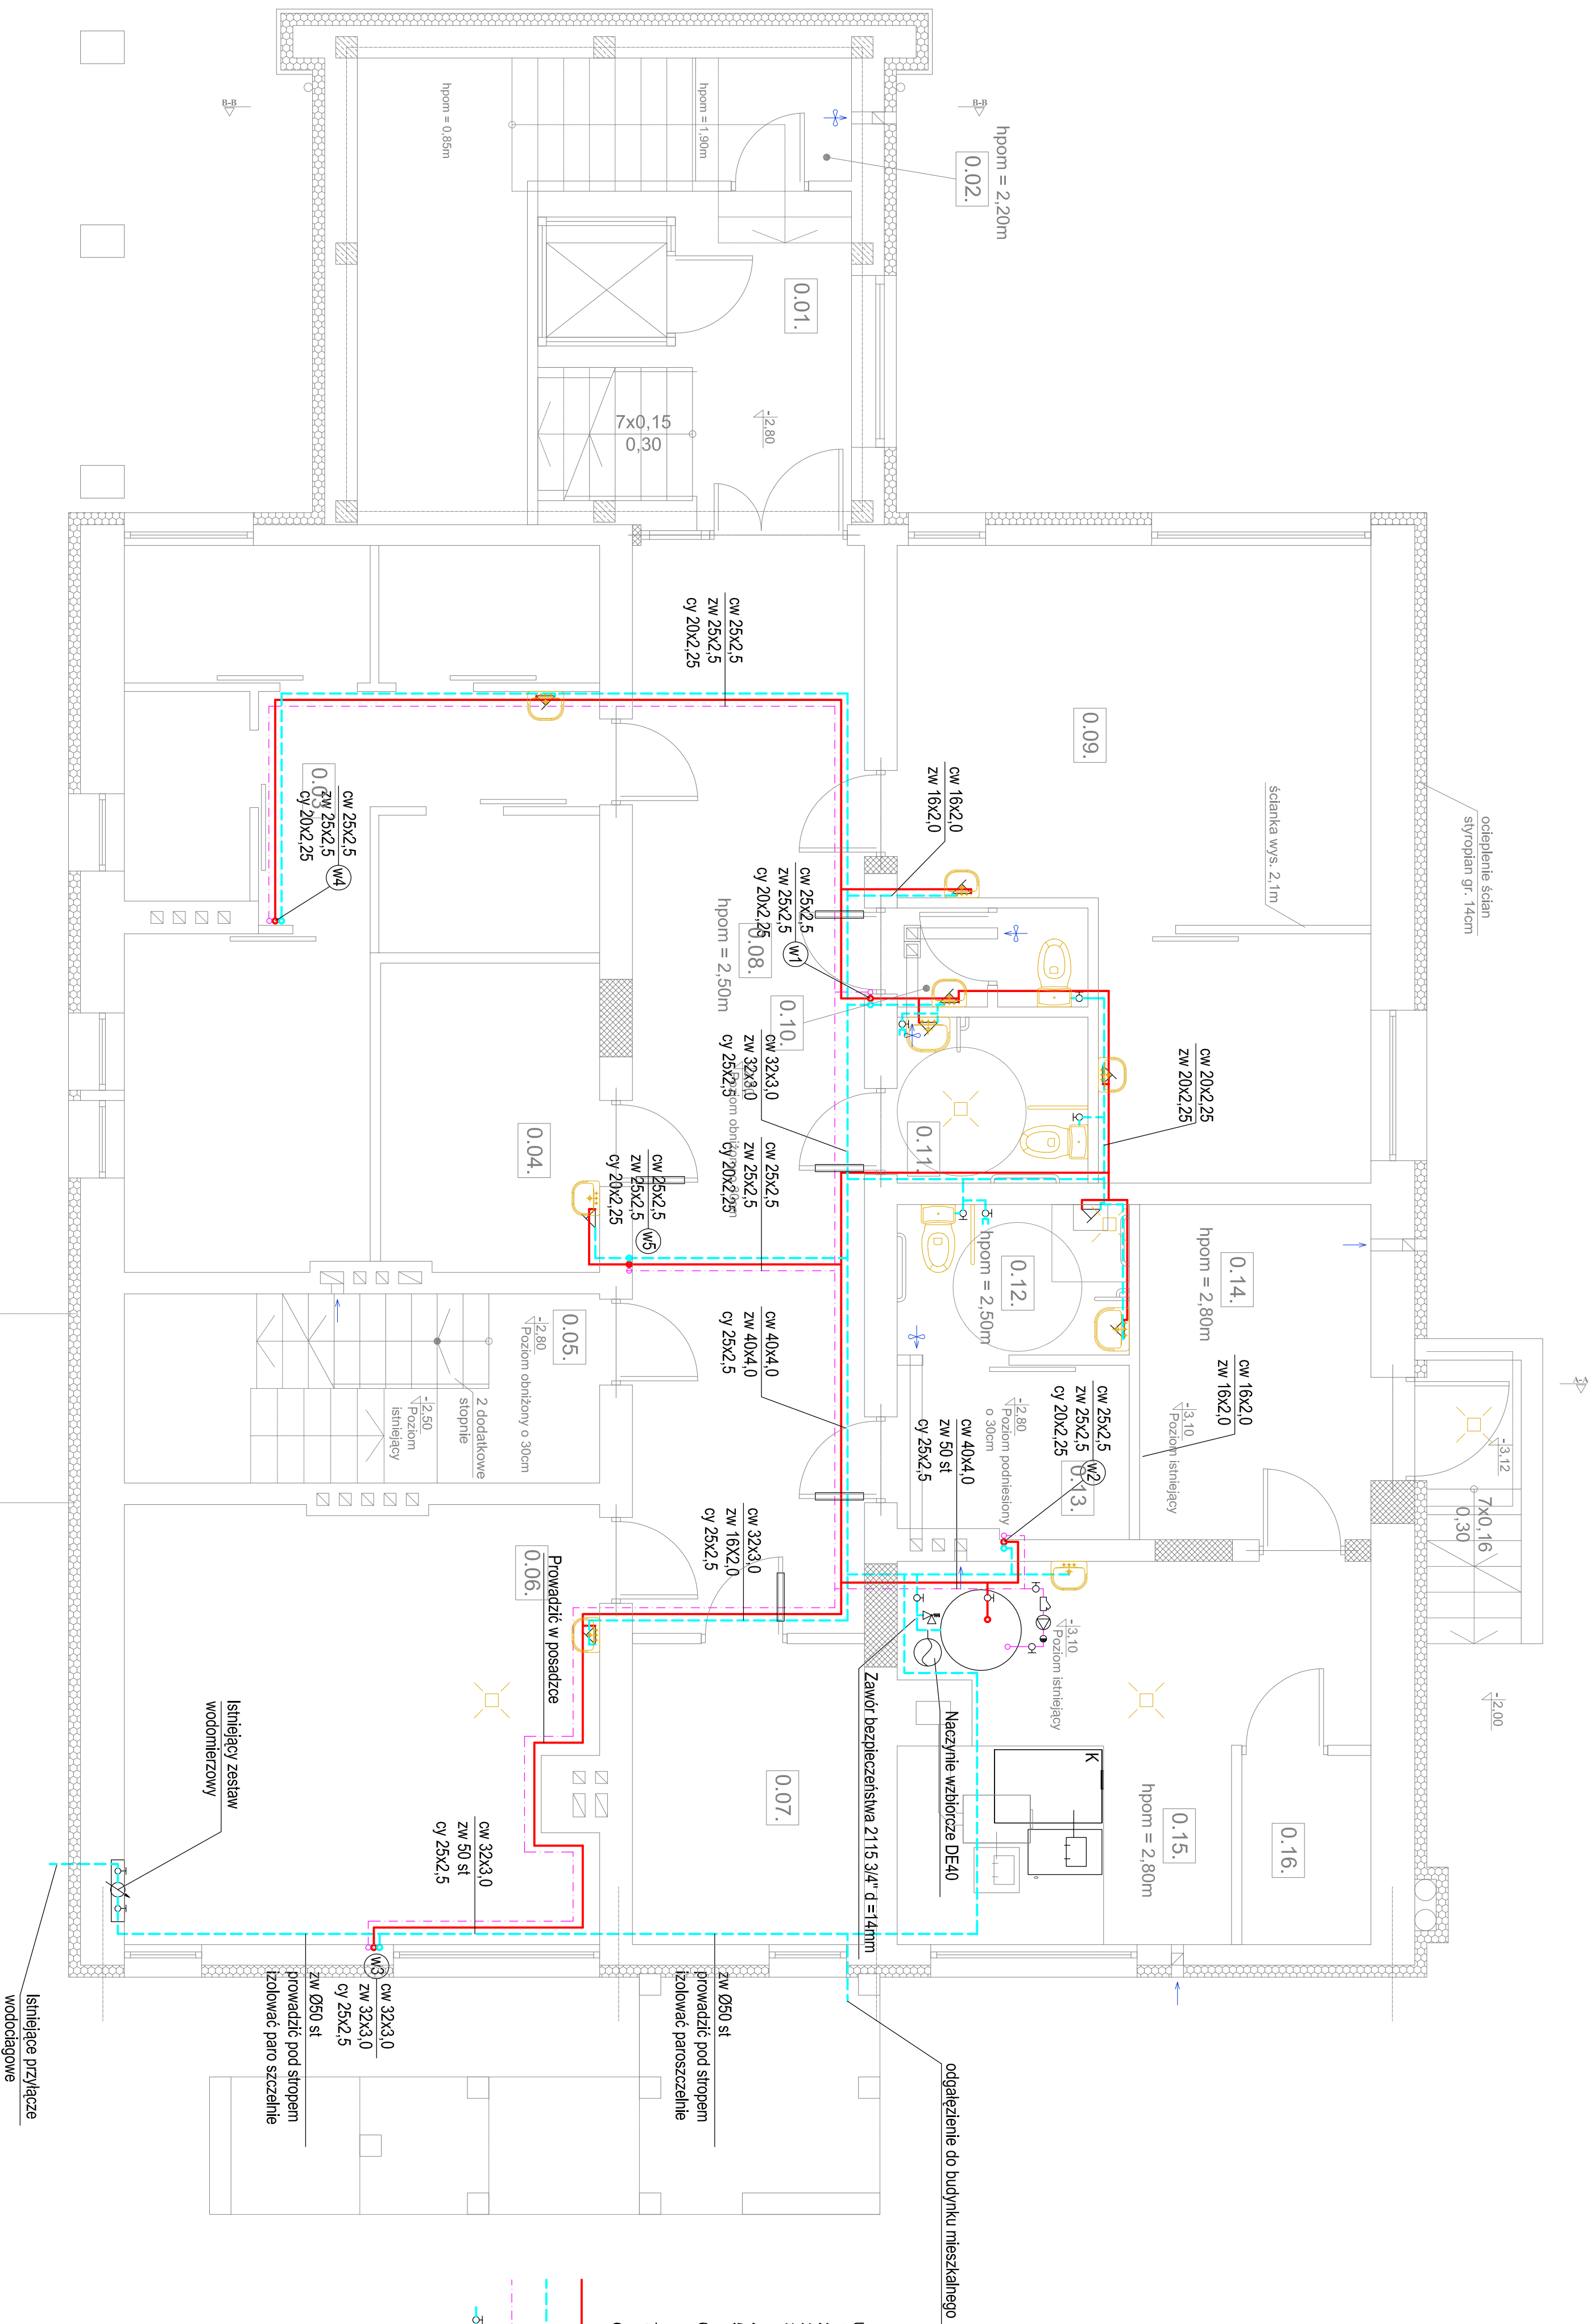 B-B
B-B
hpom = 0,85m
hpom = 1,90m
0.02.
hpom = 2,20m
0.01.
7x0,15
0,30
-2,80
cw 25x2,5
zw 25x2,5
cy 20x2,25
0.09.
cw 16x2,0
zw 16x2,0
ścianka wys. 2,1m
ocieplenie ścian
styropian gr. 14cm
0.03.
cw 25x2,5
zw 25x2,5
cy 20x2,25
w4
cw 25x2,5
zw 25x2,5
cy 20x2,25
w1
0.08.
hpom = 2,50m
0.10.
cw 32x3,0
zw 32x3,0
cy 25x2,5
Poziom obniżony o 30cm
cw 20x2,25
zw 20x2,25
0.11.
0.04.
cw 25x2,5
zw 25x2,5
cy 20x2,25
cw 25x2,5
zw 25x2,5
cy 20x2,25
w5
0.12.
hpom = 2,50m
0.14.
hpom = 2,80m
cw 16x2,0
zw 16x2,0
A-A
0.05.
-2,80
Poziom obniżony o 30cm
2 dodatkowe
stopnie
-2,50
Poziom
istniejący
cw 40x4,0
zw 40x4,0
cy 25x2,5
cw 25x2,5
zw 25x2,5
cy 20x2,25
w2
0.13.
-2,80
Poziom podniesiony
o 30cm
-3,10
Poziom istniejący
cw 40x4,0
zw 50 st
cy 25x2,5
-3,12
7x0,16
0,30
-2,00
cw 32x3,0
zw 16X2,0
cy 25x2,5
0.06.
Prowadzić w posadzce
-3,10
Poziom istniejący
Zawór bezpieczeństwa 2115 3/4" d =14mm
Naczynie wzbiorcze DE40
K
0.07.
0.15.
hpom = 2,80m
0.16.
Istniejący zestaw
wodomierzowy
cw 32x3,0
zw 50 st
cy 25x2,5
w3
cw 32x3,0
zw 32x3,0
cy 25x2,5
zw Ø50 st
prowadzić pod stropem
izolować paro szczelnie
zw Ø50 st
prowadzić pod stropem
izolować paroszczelnie
Istniejące przyłącze
wodociagowe
odgałęzienie do budynku mieszkalnego